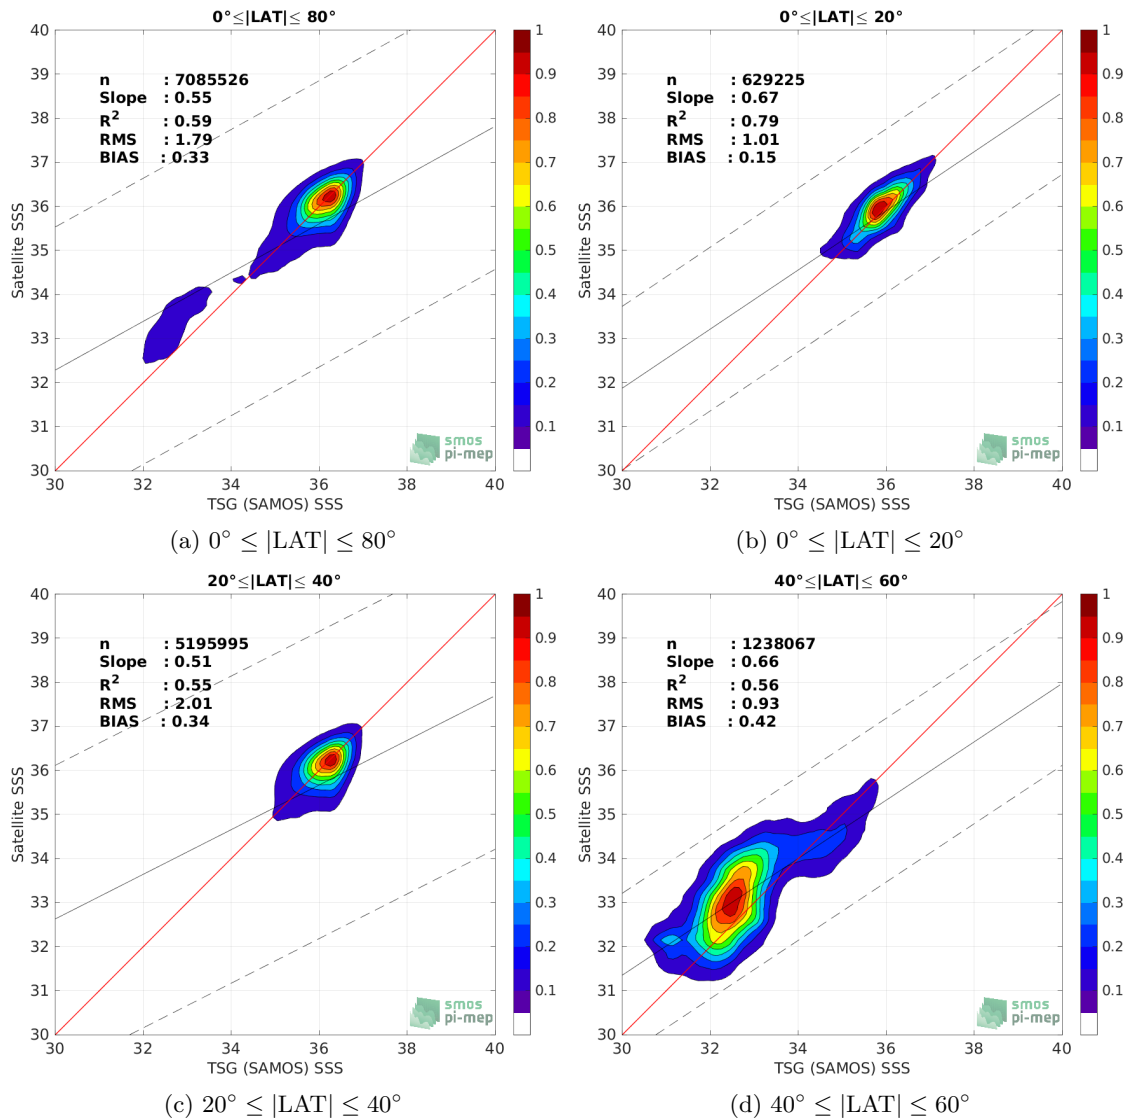 0°≤|LAT|≤ 80°
n : 7085526
Slope : 0.55
R² : 0.59
RMS : 1.79
BIAS : 0.33
Satellite SSS
40
39
38
37
36
35
34
33
32
31
30
30 32 34 36 38 40
TSG (SAMOS) SSS
1
0.9
0.8
0.7
0.6
0.5
0.4
0.3
0.2
0.1
smos
pi-mep
(a) 0° ≤ |LAT| ≤ 80°
0°≤|LAT|≤ 20°
n : 629225
Slope : 0.67
R² : 0.79
RMS : 1.01
BIAS : 0.15
Satellite SSS
40
39
38
37
36
35
34
33
32
31
30
30 32 34 36 38 40
TSG (SAMOS) SSS
1
0.9
0.8
0.7
0.6
0.5
0.4
0.3
0.2
0.1
smos
pi-mep
(b) 0° ≤ |LAT| ≤ 20°
20°≤|LAT|≤ 40°
n : 5195995
Slope : 0.51
R² : 0.55
RMS : 2.01
BIAS : 0.34
Satellite SSS
40
39
38
37
36
35
34
33
32
31
30
30 32 34 36 38 40
TSG (SAMOS) SSS
1
0.9
0.8
0.7
0.6
0.5
0.4
0.3
0.2
0.1
smos
pi-mep
(c) 20° ≤ |LAT| ≤ 40°
40°≤|LAT|≤ 60°
n : 1238067
Slope : 0.66
R² : 0.56
RMS : 0.93
BIAS : 0.42
Satellite SSS
40
39
38
37
36
35
34
33
32
31
30
30 32 34 36 38 40
TSG (SAMOS) SSS
1
0.9
0.8
0.7
0.6
0.5
0.4
0.3
0.2
0.1
smos
pi-mep
(d) 40° ≤ |LAT| ≤ 60°